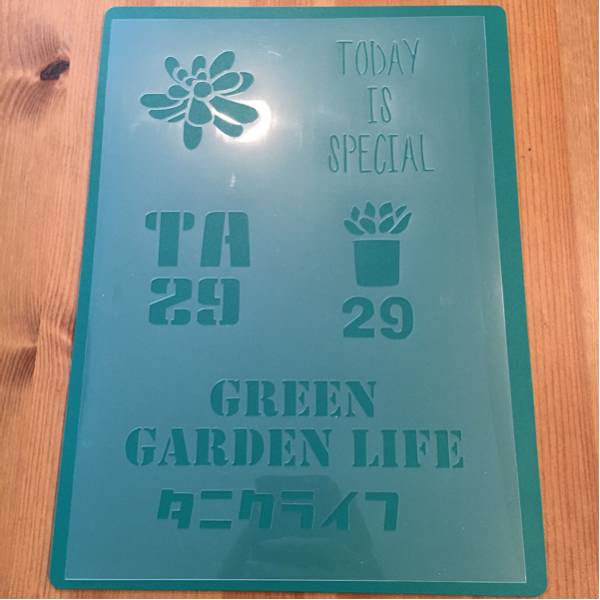 TODAY
IS
SPECIAL
TA
29
29
GREEN
GARDEN LIFE
タニクライフ